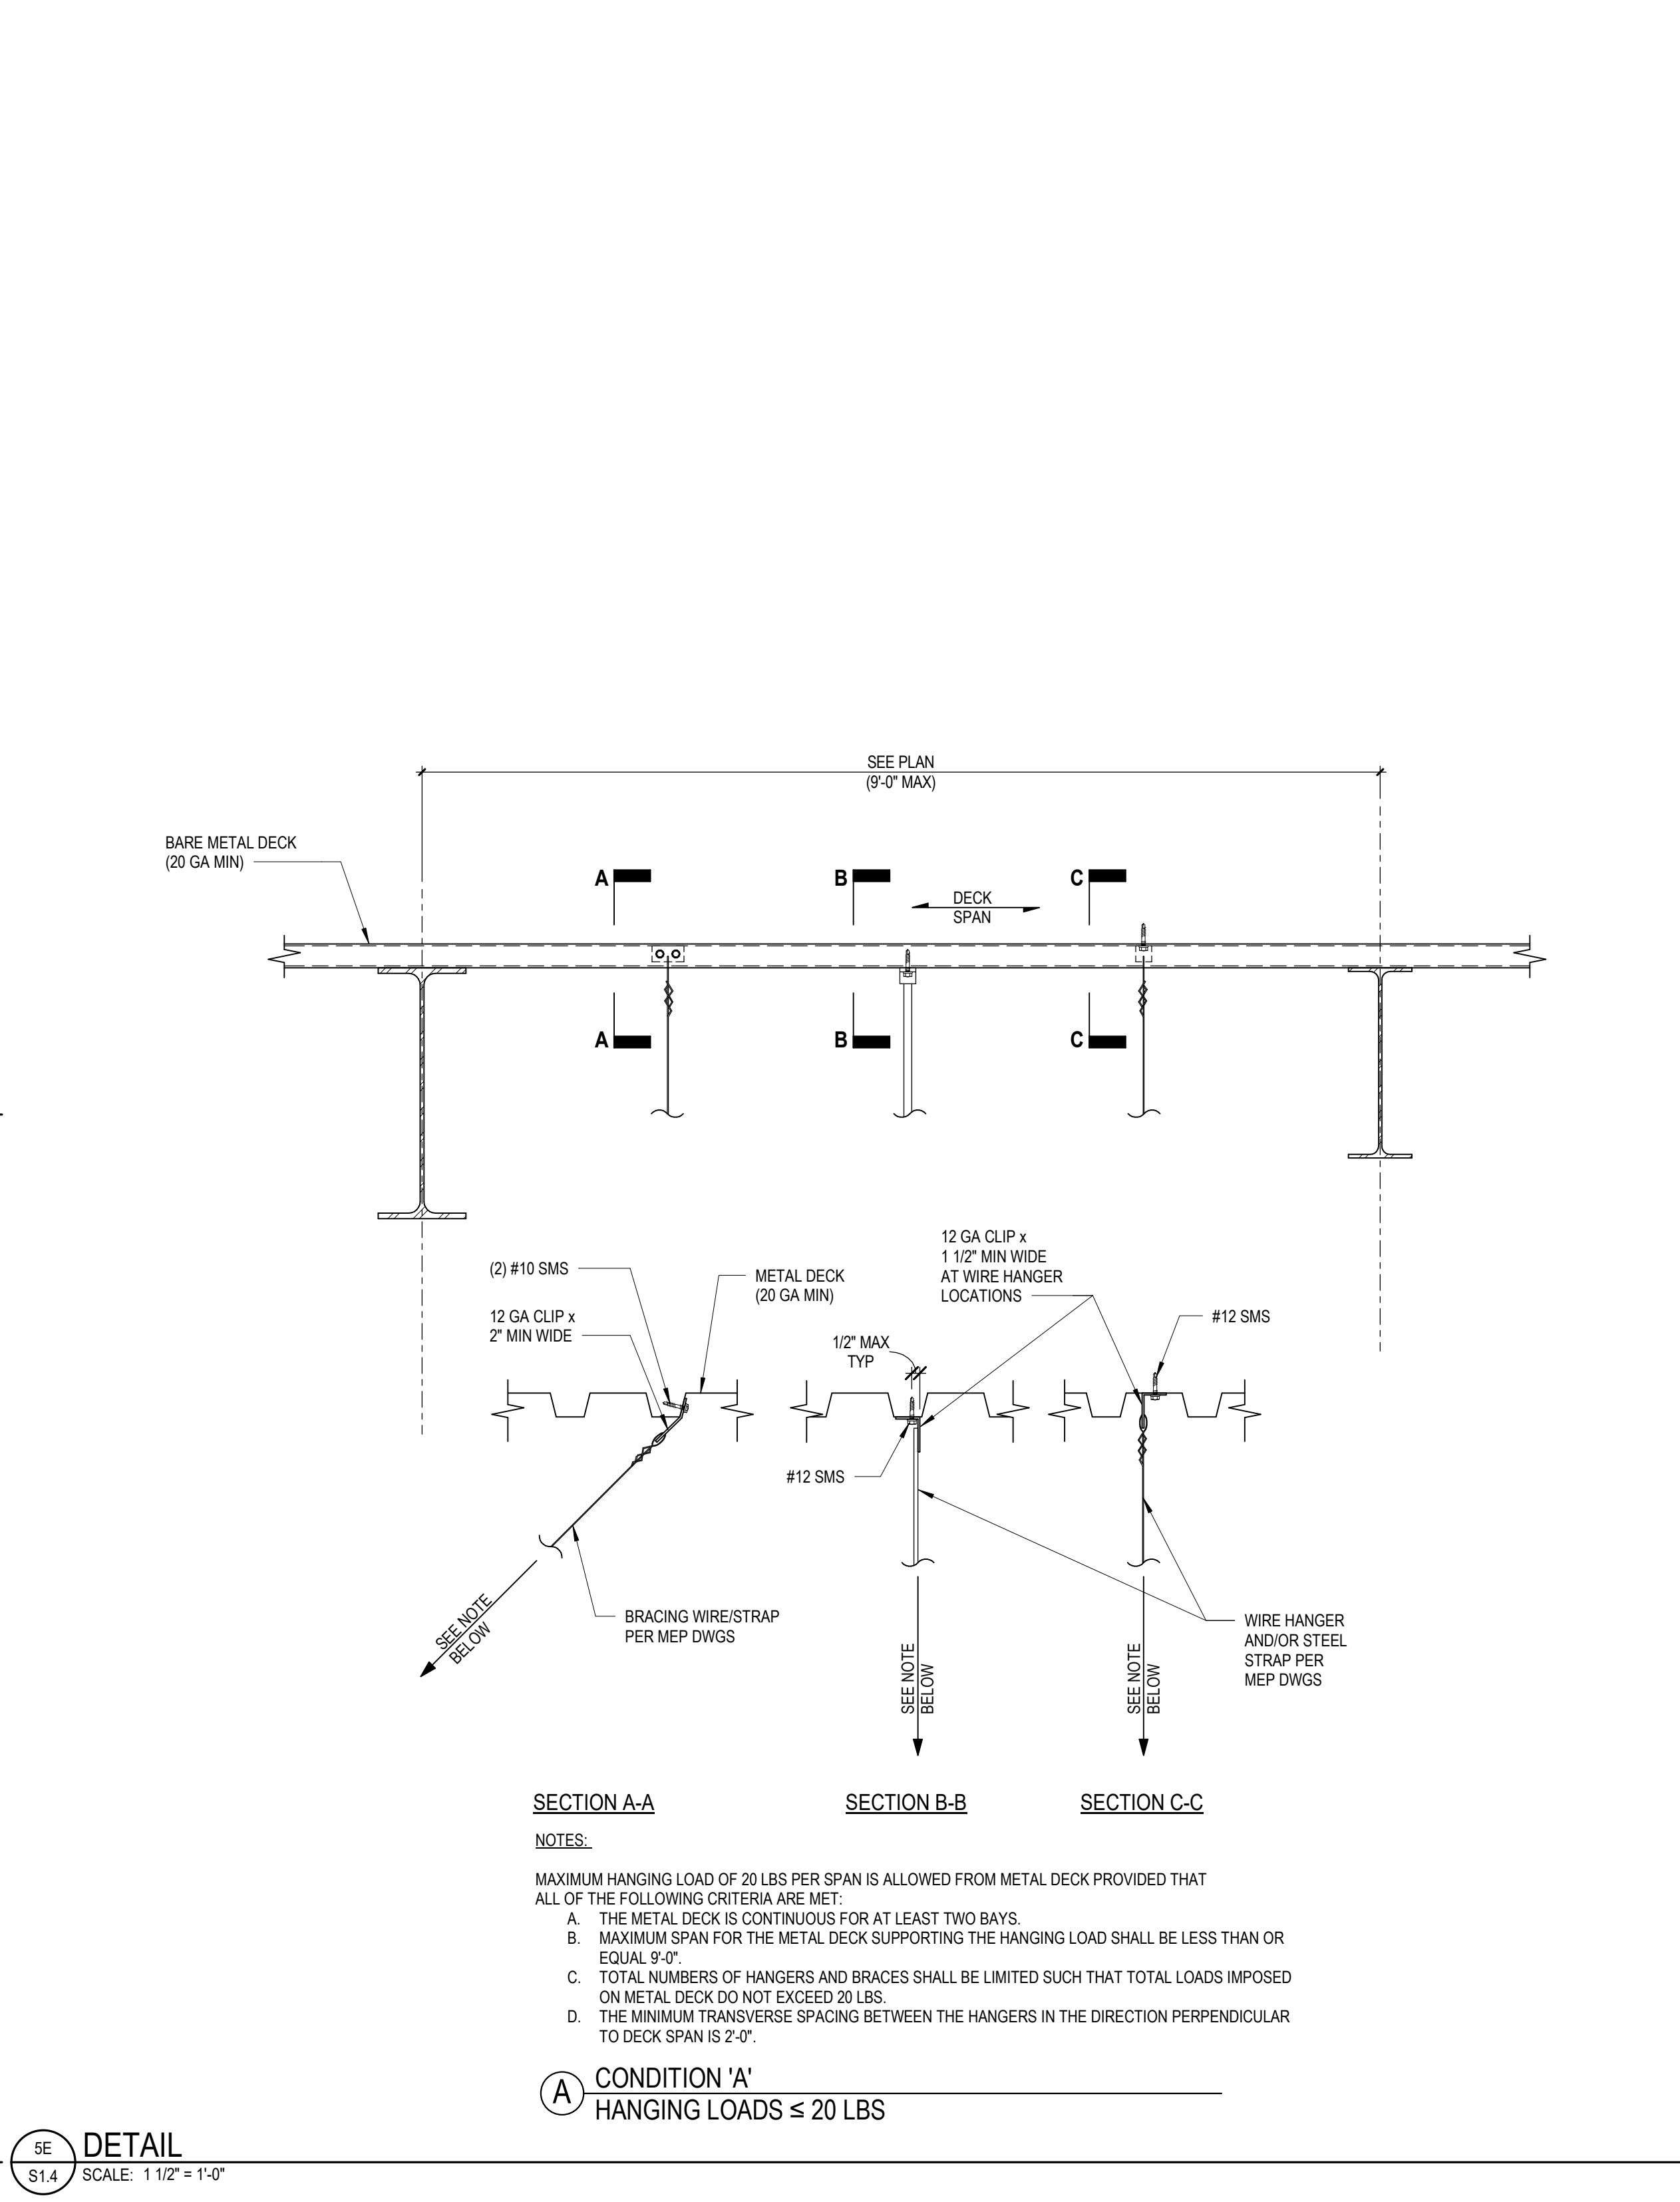 SEE PLAN
(9'-0" MAX)
BARE METAL DECK
(20 GA MIN)
A
B
C
DECK
SPAN
A
B
C
12 GA CLIP x
1 1/2" MIN WIDE
AT WIRE HANGER
LOCATIONS
(2) #10 SMS
METAL DECK
(20 GA MIN)
12 GA CLIP x
2" MIN WIDE
#12 SMS
1/2" MAX
TYP
#12 SMS
BRACING WIRE/STRAP
PER MEP DWGS
WIRE HANGER
AND/OR STEEL
STRAP PER
MEP DWGS
SEE NOTE
BELOW
SEE NOTE
BELOW
SEE NOTE
BELOW
SECTION A-A
SECTION B-B
SECTION C-C
NOTES:
MAXIMUM HANGING LOAD OF 20 LBS PER SPAN IS ALLOWED FROM METAL DECK PROVIDED THAT
ALL OF THE FOLLOWING CRITERIA ARE MET:
A. THE METAL DECK IS CONTINUOUS FOR AT LEAST TWO BAYS.
B. MAXIMUM SPAN FOR THE METAL DECK SUPPORTING THE HANGING LOAD SHALL BE LESS THAN OR
EQUAL 9'-0".
C. TOTAL NUMBERS OF HANGERS AND BRACES SHALL BE LIMITED SUCH THAT TOTAL LOADS IMPOSED
ON METAL DECK DO NOT EXCEED 20 LBS.
D. THE MINIMUM TRANSVERSE SPACING BETWEEN THE HANGERS IN THE DIRECTION PERPENDICULAR
TO DECK SPAN IS 2'-0".
A
CONDITION 'A'
HANGING LOADS ≤ 20 LBS
5E
S1.4
DETAIL
SCALE: 1 1/2" = 1'-0"